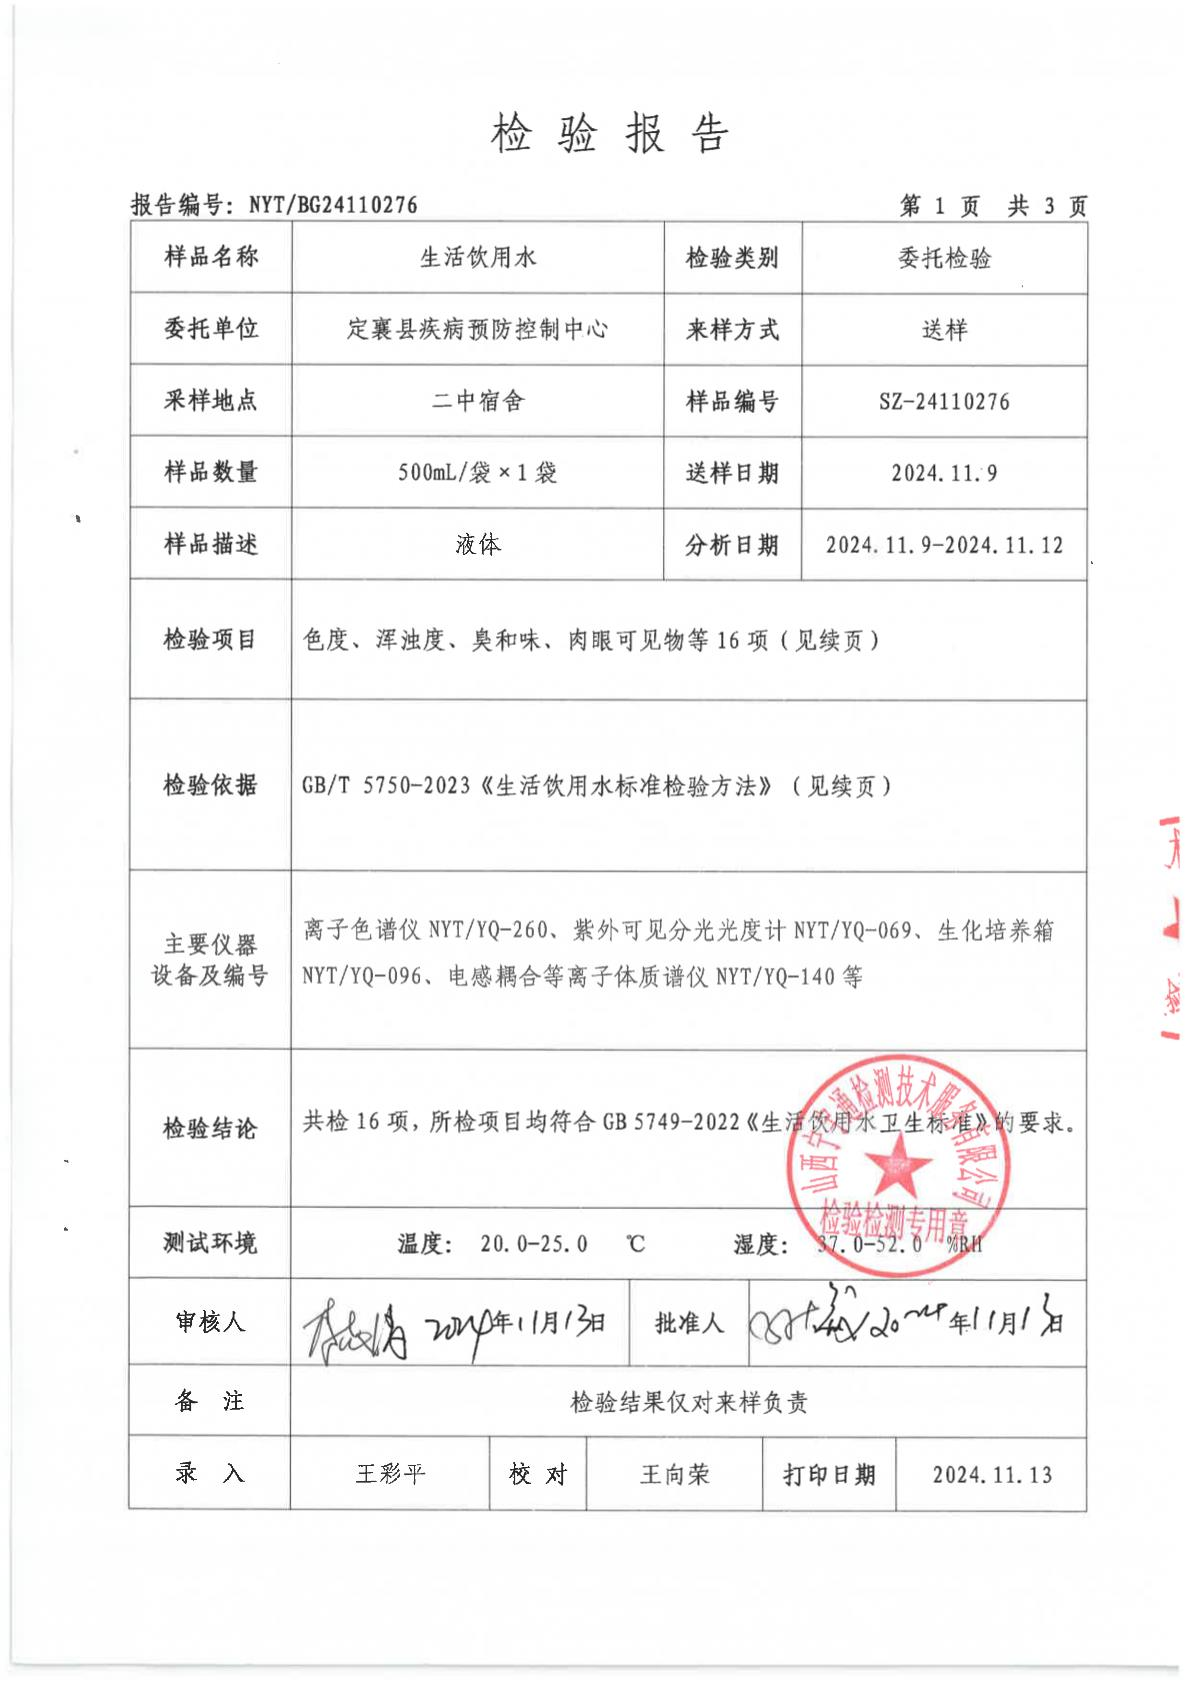 检验报告
报告编号：NYT/BG24110276 第 1 页 共 3 页
样品名称 生活饮用水 检验类别 委托检验
委托单位 定襄县疾病预防控制中心 来样方式 送样
采样地点 二中宿舍 样品编号 SZ-24110276
样品数量 500mL/袋×1袋 送样日期 2024.11.9
样品描述 液体 分析日期 2024.11.9-2024.11.12
检验项目 色度、浑浊度、臭和味、肉眼可见物等16项（见续页）
检验依据 GB/T 5750-2023《生活饮用水标准检验方法》（见续页）
主要仪器
设备及编号
离子色谱仪 NYT/YQ-260、紫外可见分光光度计 NYT/YQ-069、生化培养箱
NYT/YQ-096、电感耦合等离子体质谱仪 NYT/YQ-140 等
检验结论 共检16项，所检项目均符合GB 5749-2022《生活饮用水卫生标准》的要求。
检验检测专用章
测试环境 温度： 20.0-25.0 ℃ 湿度： 37.0-52.0 %RH
审核人 2024年11月13日 批准人 2024年11月13日
备 注 检验结果仅对来样负责
录 入 王彩平 校 对 王向荣 打印日期 2024.11.13